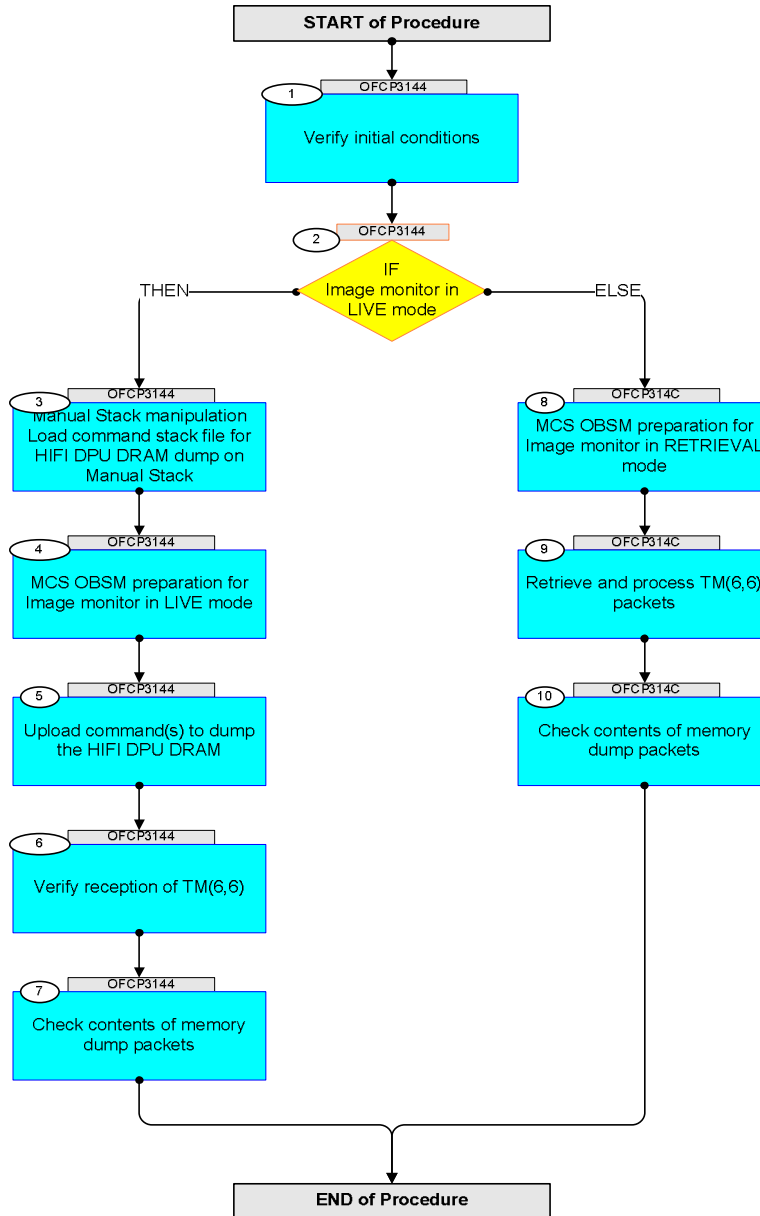 START of Procedure
OFCP3144
1
Verify initial conditions
OFCP3144
2
IF
Image monitor in
LIVE mode
THEN
ELSE
OFCP3144
3
Manual Stack manipulation
Load command stack file for
HIFI DPU DRAM dump on
Manual Stack
OFCP3144
4
MCS OBSM preparation for
Image monitor in LIVE mode
OFCP3144
5
Upload command(s) to dump
the HIFI DPU DRAM
OFCP3144
6
Verify reception of TM(6,6)
OFCP3144
7
Check contents of memory
dump packets
OFCP314C
8
MCS OBSM preparation for
Image monitor in RETRIEVAL
mode
OFCP314C
9
Retrieve and process TM(6,6)
packets
OFCP314C
10
Check contents of memory
dump packets
END of Procedure